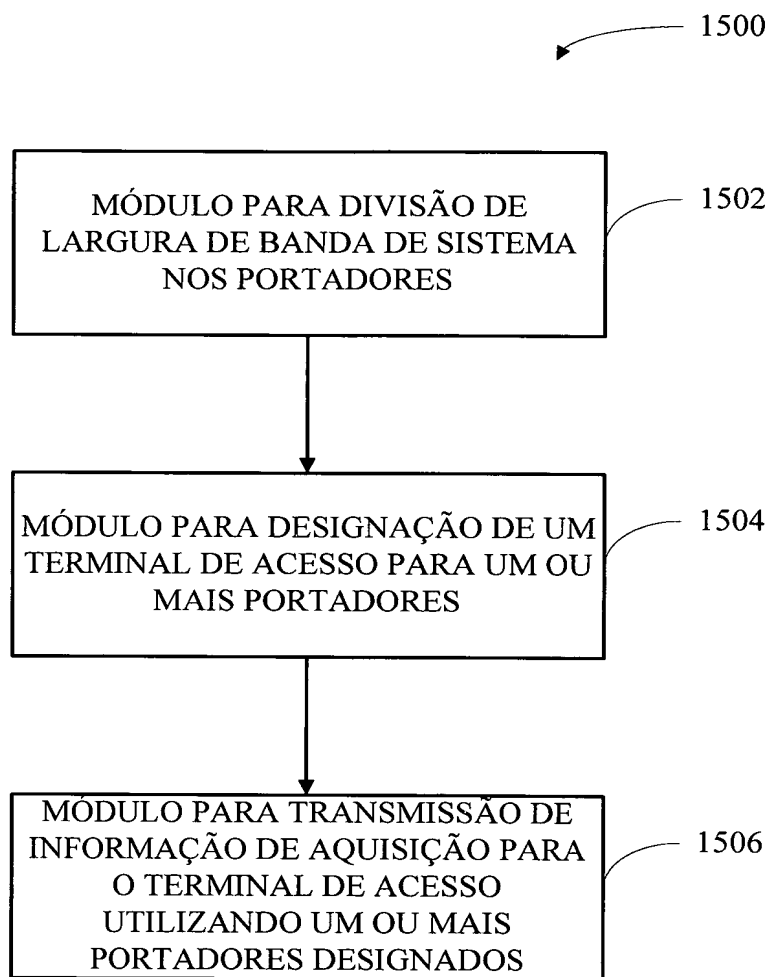 1500
MÓDULO PARA DIVISÃO DE
LARGURA DE BANDA DE SISTEMA
NOS PORTADORES
1502
MÓDULO PARA DESIGNAÇÃO DE UM
TERMINAL DE ACESSO PARA UM OU
MAIS PORTADORES
1504
MÓDULO PARA TRANSMISSÃO DE
INFORMAÇÃO DE AQUISIÇÃO PARA
O TERMINAL DE ACESSO
UTILIZANDO UM OU MAIS
PORTADORES DESIGNADOS
1506